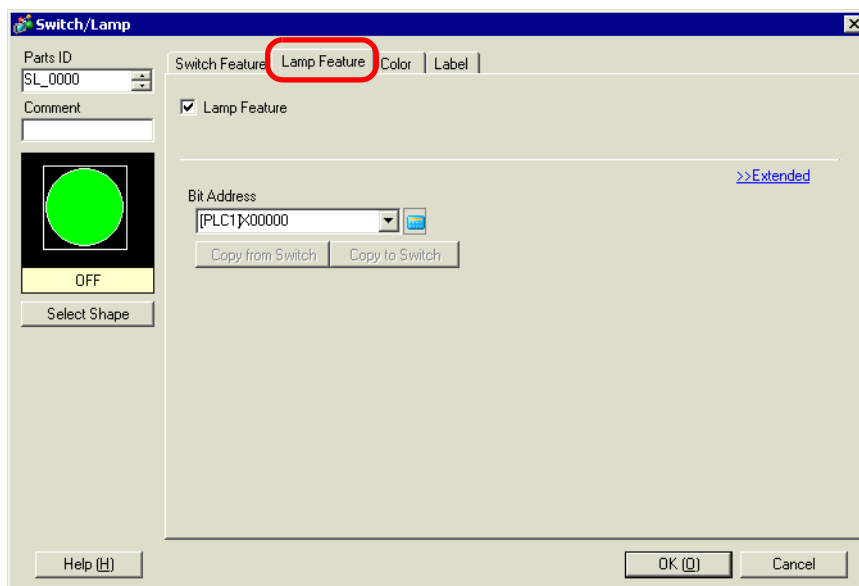 Switch/Lamp
Parts ID
SL_0000
Comment
OFF
Select Shape
Switch Feature Lamp Feature Color Label
Lamp Feature
>>Extended
Bit Address
[PLC1]X00000
Copy from Switch Copy to Switch
Help (H) OK (O) Cancel